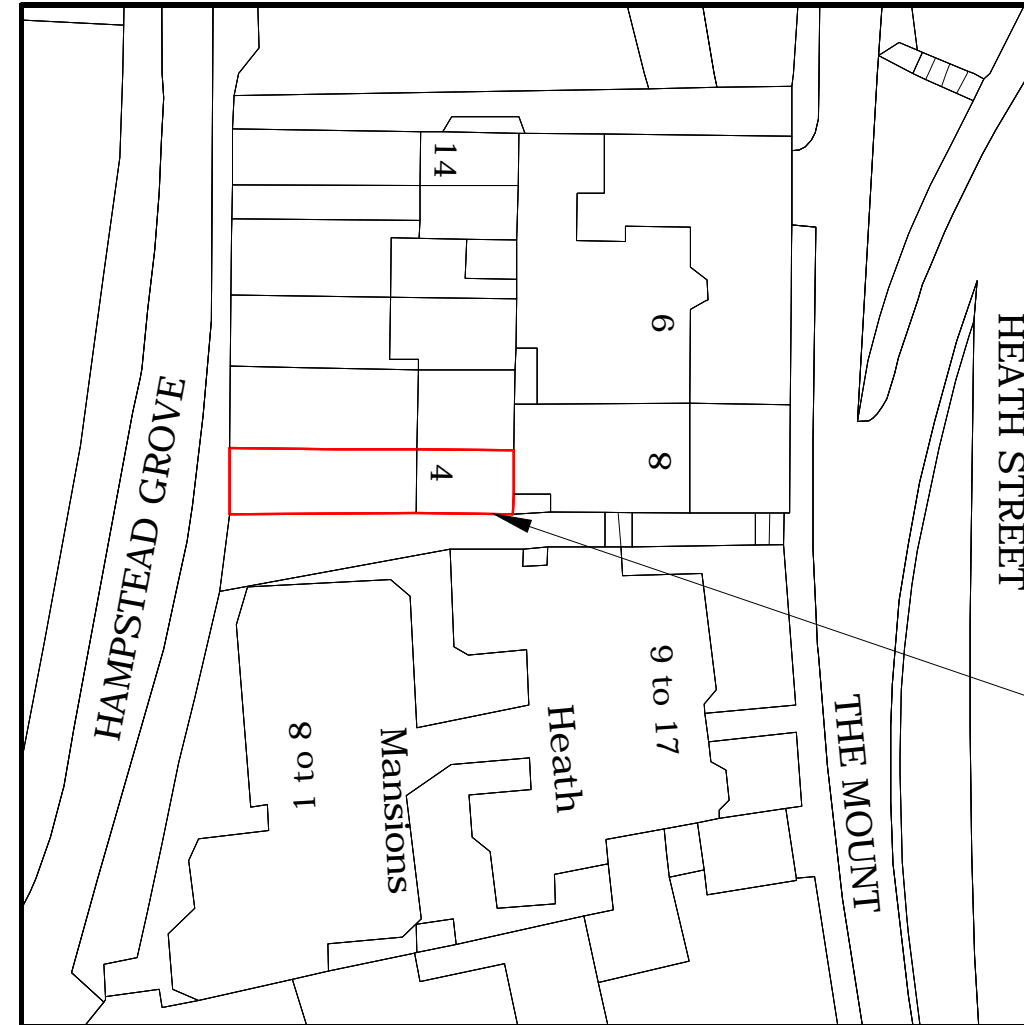 14
6
HEATH STREET
HAMPSTEAD GROVE
4
8
9 to 17
THE MOUNT
Heath
Mansions
1 to 8